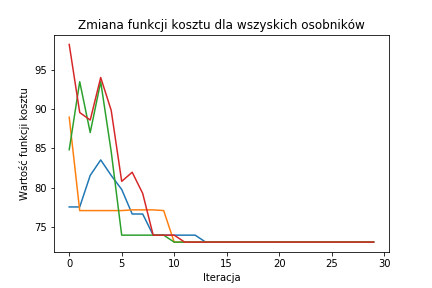 Zmiana funkcji kosztu dla wszyskich osobników
Wartość funkcji kosztu
95
90
85
80
75
0 5 10 15 20 25 30
Iteracja